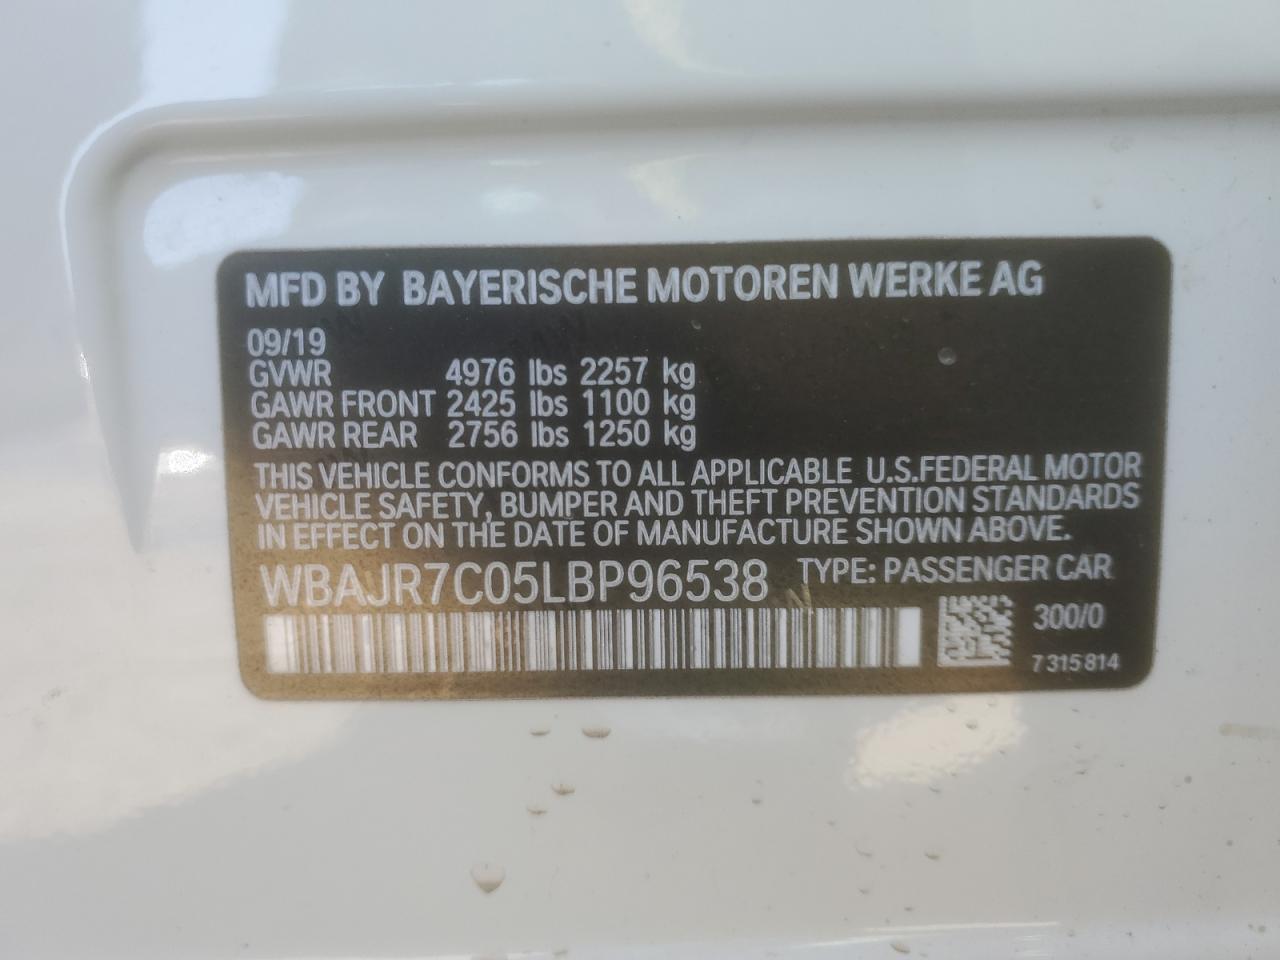 MFD BY BAYERISCHE MOTOREN WERKE AG
09/19
GVWR 4976 lbs 2257 kg
GAWR FRONT 2425 lbs 1100 kg
GAWR REAR 2756 lbs 1250 kg
THIS VEHICLE CONFORMS TO ALL APPLICABLE U.S.FEDERAL MOTOR
VEHICLE SAFETY, BUMPER AND THEFT PREVENTION STANDARDS
IN EFFECT ON THE DATE OF MANUFACTURE SHOWN ABOVE.
WBAJR7C05LBP96538 TYPE: PASSENGER CAR
300/0
7 315 814